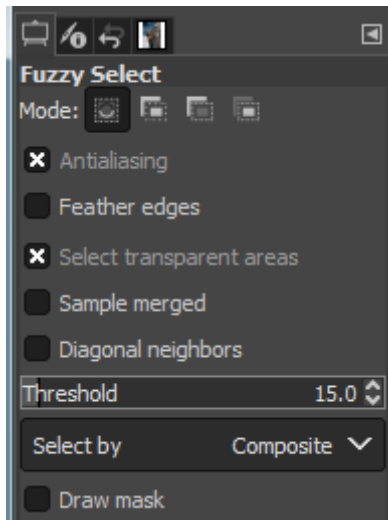 Fuzzy Select
Mode:
Antialiasing
Feather edges
Select transparent areas
Sample merged
Diagonal neighbors
Threshold 15.0
Select by Composite
Draw mask